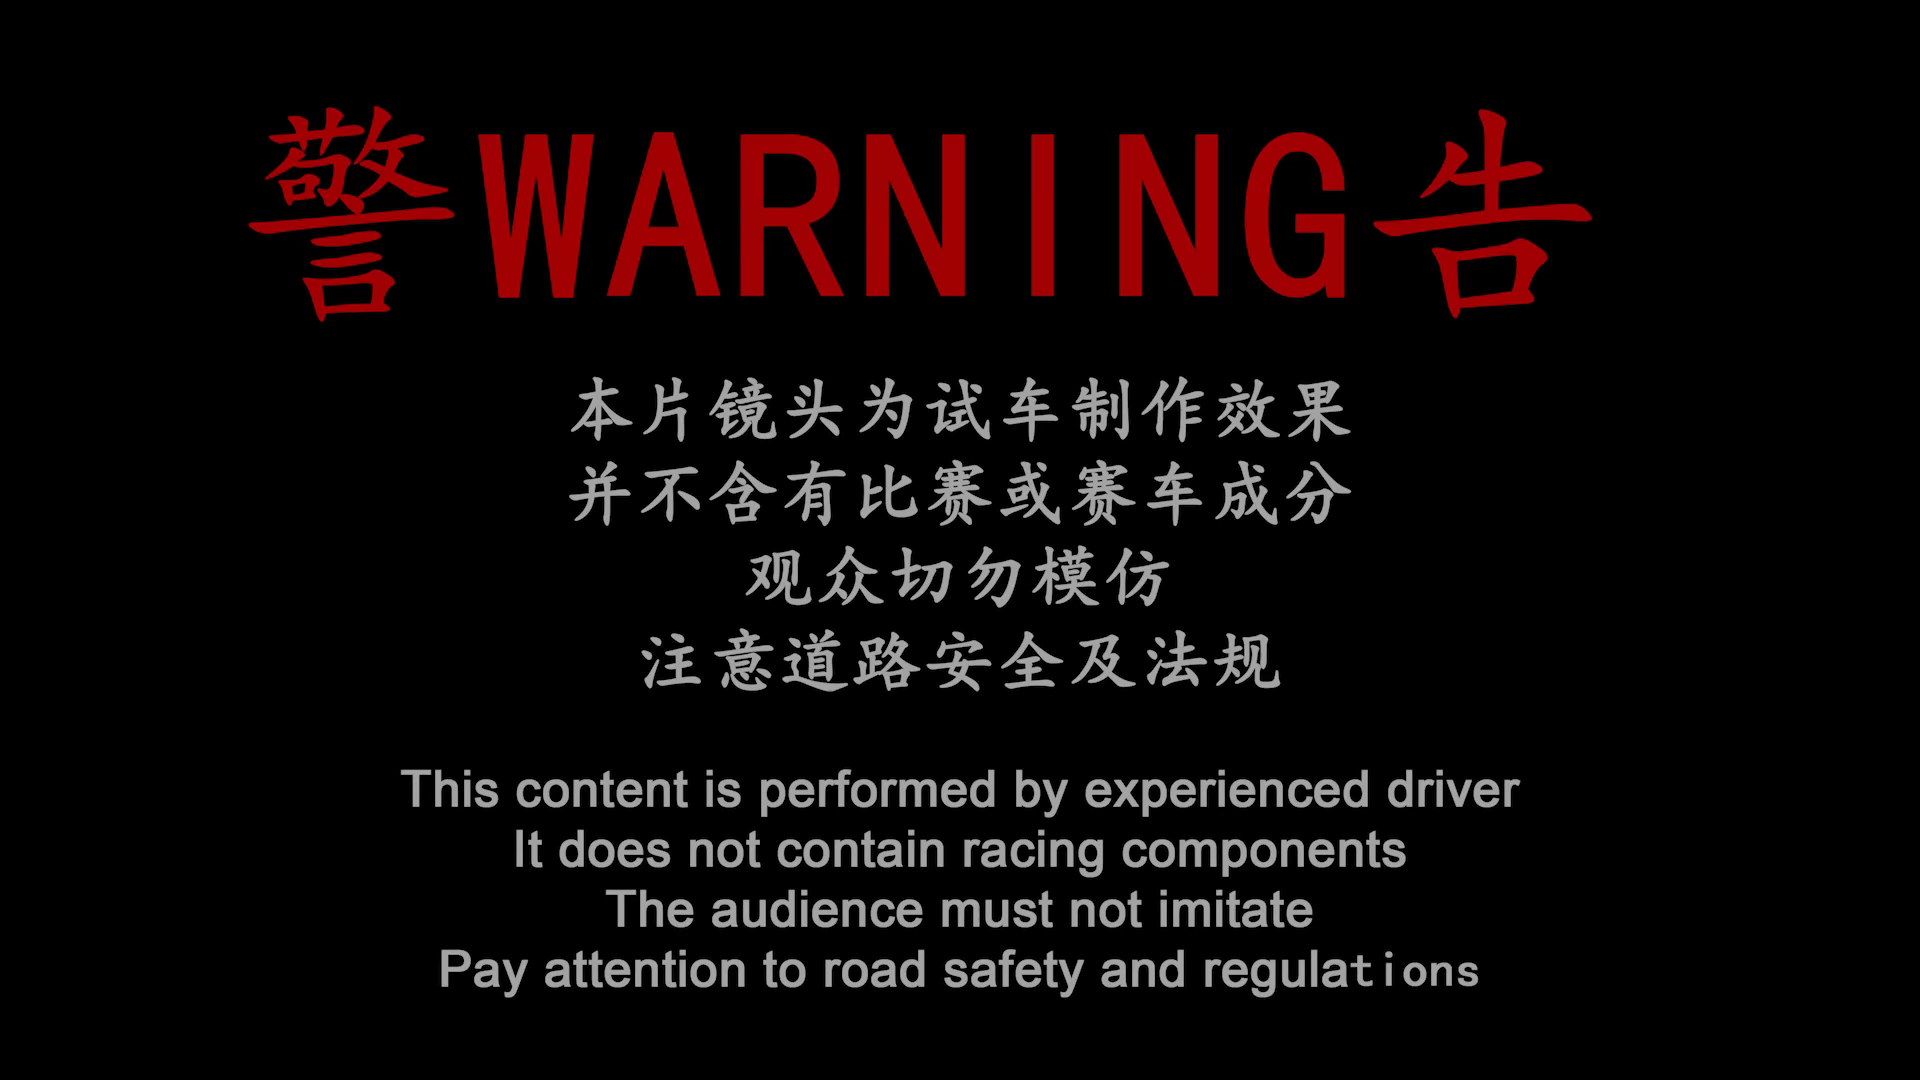 警WARNING告
本片镜头为试车制作效果
并不含有比赛或赛车成分
观众切勿模仿
注意道路安全及法规
This content is performed by experienced driver
It does not contain racing components
The audience must not imitate
Pay attention to road safety and regulations